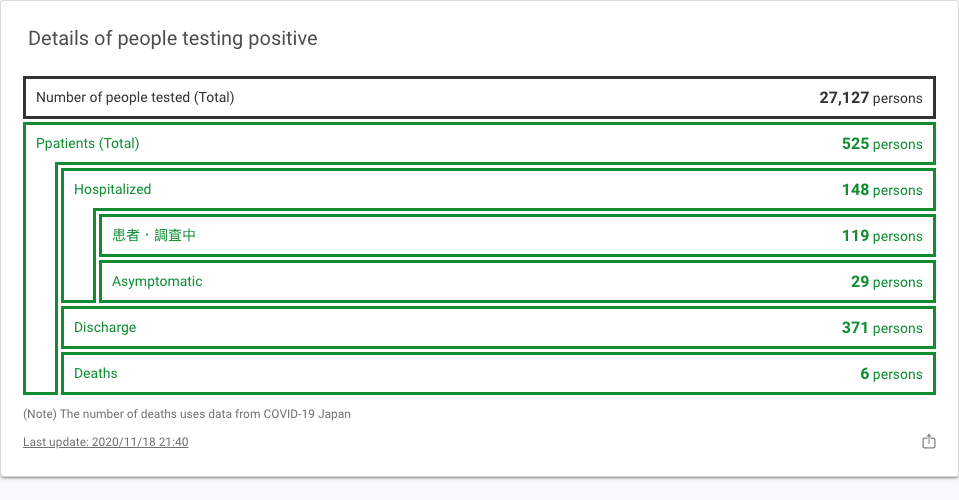 Details of people testing positive
Number of people tested (Total) 27,127 persons
Ppatients (Total) 525 persons
Hospitalized 148 persons
患者・調査中 119 persons
Asymptomatic 29 persons
Discharge 371 persons
Deaths 6 persons
(Note) The number of deaths uses data from COVID-19 Japan
Last update: 2020/11/18 21:40